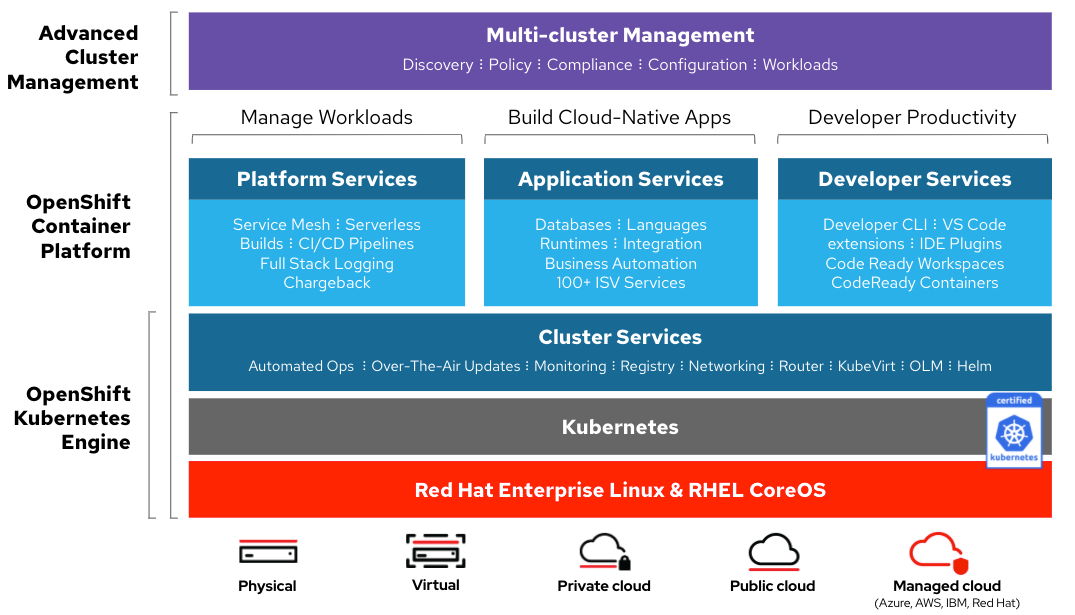 Advanced
Cluster
Management
Multi-cluster Management
Discovery ⋮ Policy ⋮ Compliance ⋮ Configuration ⋮ Workloads
OpenShift
Container
Platform
Manage Workloads
Build Cloud-Native Apps
Developer Productivity
Platform Services
Service Mesh ⋮ Serverless
Builds ⋮ CI/CD Pipelines
Full Stack Logging
Chargeback
Application Services
Databases ⋮ Languages
Runtimes ⋮ Integration
Business Automation
100+ ISV Services
Developer Services
Developer CLI ⋮ VS Code
extensions ⋮ IDE Plugins
Code Ready Workspaces
CodeReady Containers
OpenShift
Kubernetes
Engine
Cluster Services
Automated Ops ⋮ Over-The-Air Updates ⋮ Monitoring ⋮ Registry ⋮ Networking ⋮ Router ⋮ KubeVirt ⋮ OLM ⋮ Helm
Kubernetes
certified
kubernetes
Red Hat Enterprise Linux & RHEL CoreOS
Physical
Virtual
Private cloud
Public cloud
Managed cloud
(Azure, AWS, IBM, Red Hat)